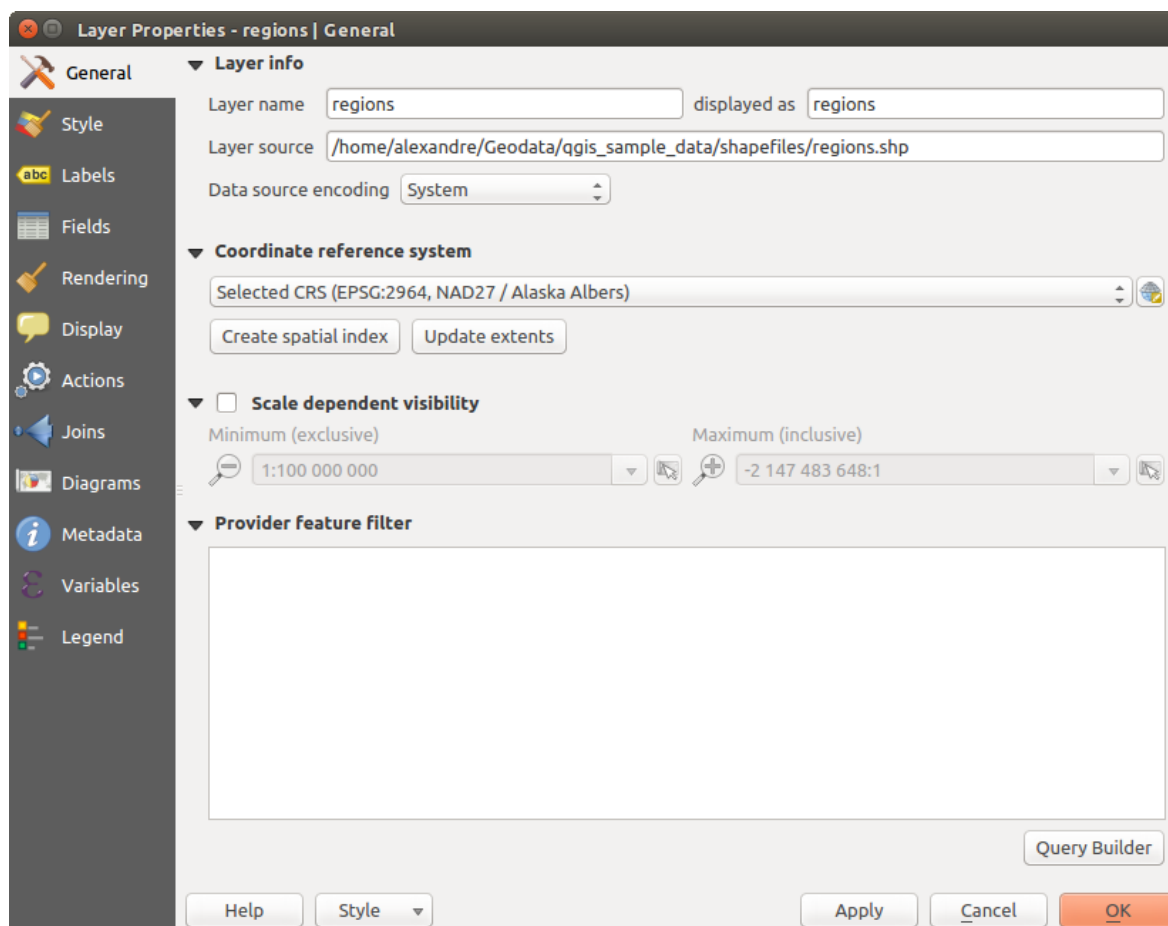 Layer Properties - regions | General
General
Style
Labels
Fields
Rendering
Display
Actions
Joins
Diagrams
Metadata
Variables
Legend
abc
Layer info
Layer name regions displayed as regions
Layer source /home/alexandre/Geodata/qgis_sample_data/shapefiles/regions.shp
Data source encoding System
Coordinate reference system
Selected CRS (EPSG:2964, NAD27 / Alaska Albers)
Create spatial index Update extents
Scale dependent visibility
Minimum (exclusive) Maximum (inclusive)
1:100 000 000 -2 147 483 648:1
Provider feature filter
Query Builder
Help Style Apply Cancel OK